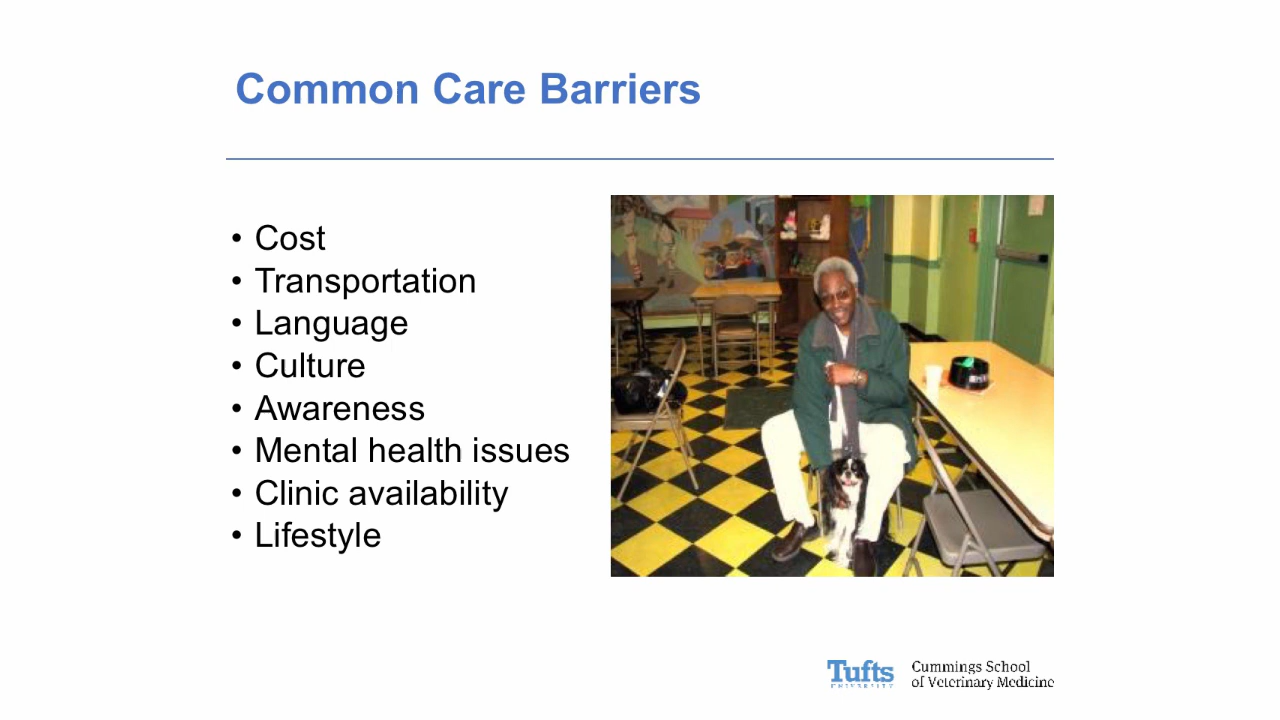 Common Care Barriers
• Cost
• Transportation
• Language
• Culture
• Awareness
• Mental health issues
• Clinic availability
• Lifestyle
Tufts
UNIVERSITY
Cummings School
of Veterinary Medicine